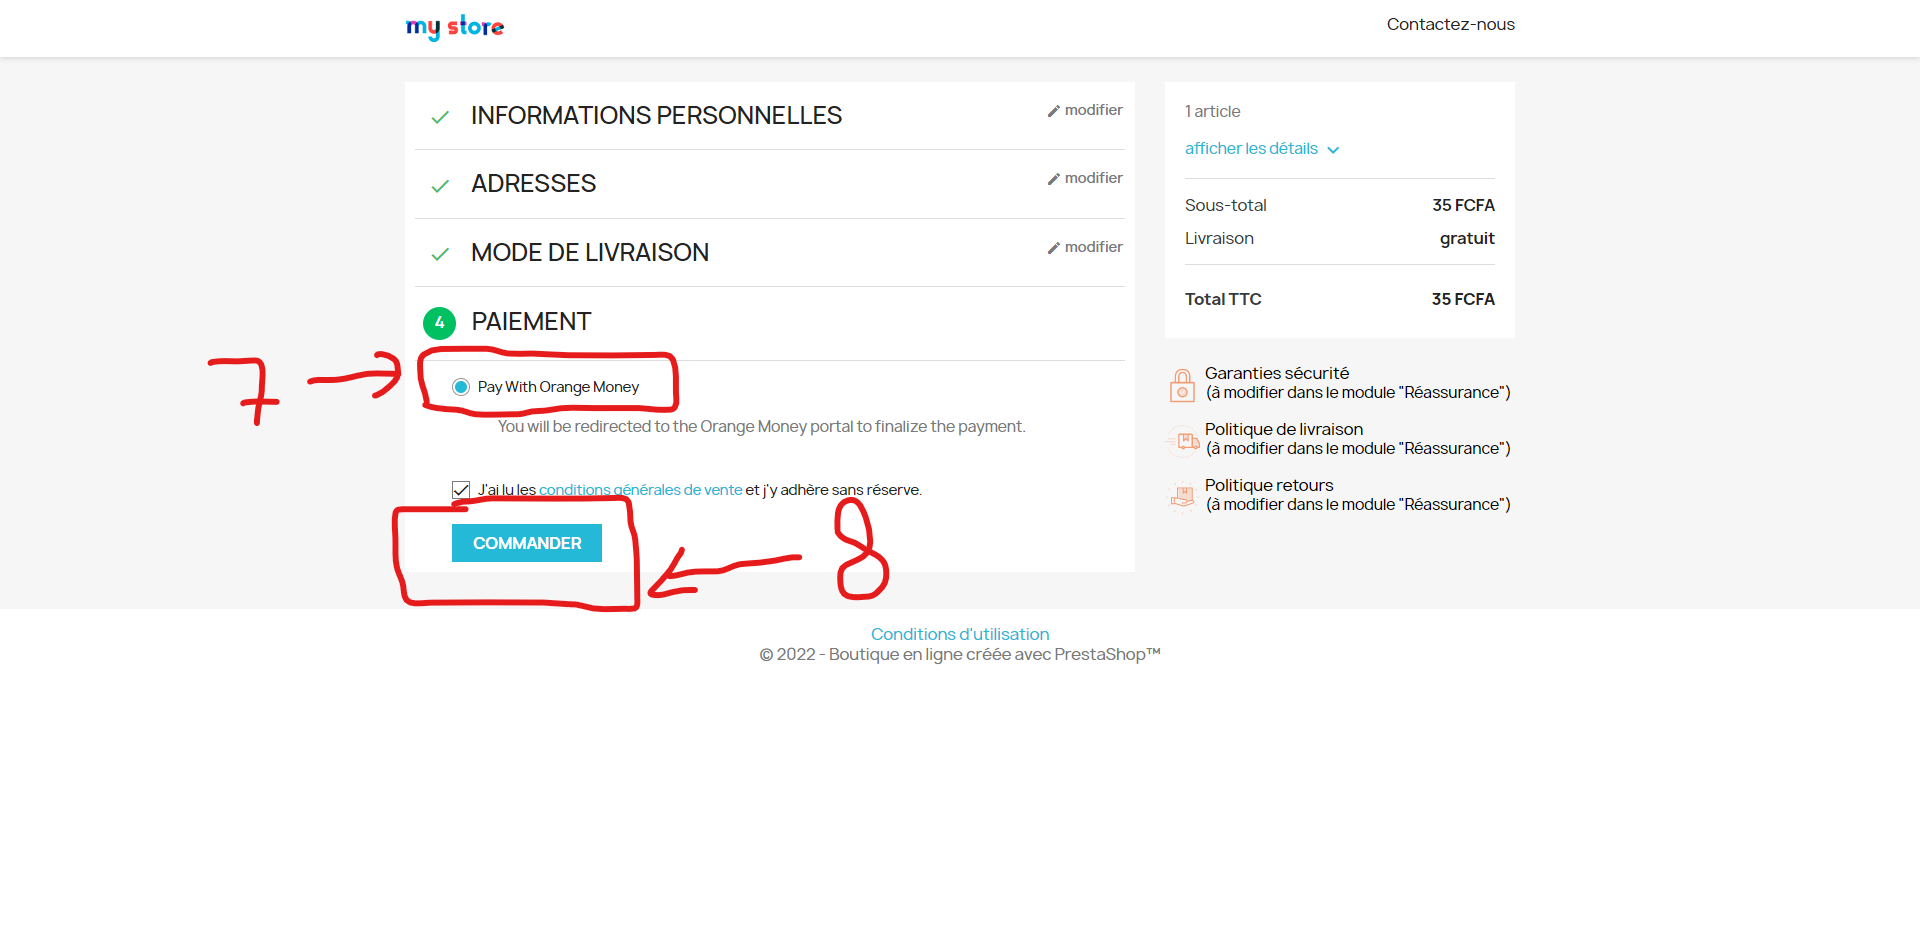 my store
Contactez-nous
INFORMATIONS PERSONNELLES
modifier
ADRESSES
modifier
MODE DE LIVRAISON
modifier
4 PAIEMENT
7
Pay With Orange Money
You will be redirected to the Orange Money portal to finalize the payment.
J'ai lu les conditions générales de vente et j'y adhère sans réserve.
COMMANDER
8
1 article
afficher les détails
Sous-total 35 FCFA
Livraison gratuit
Total TTC 35 FCFA
Garanties sécurité
(à modifier dans le module "Réassurance")
Politique de livraison
(à modifier dans le module "Réassurance")
Politique retours
(à modifier dans le module "Réassurance")
Conditions d'utilisation
© 2022 - Boutique en ligne créée avec PrestaShop™